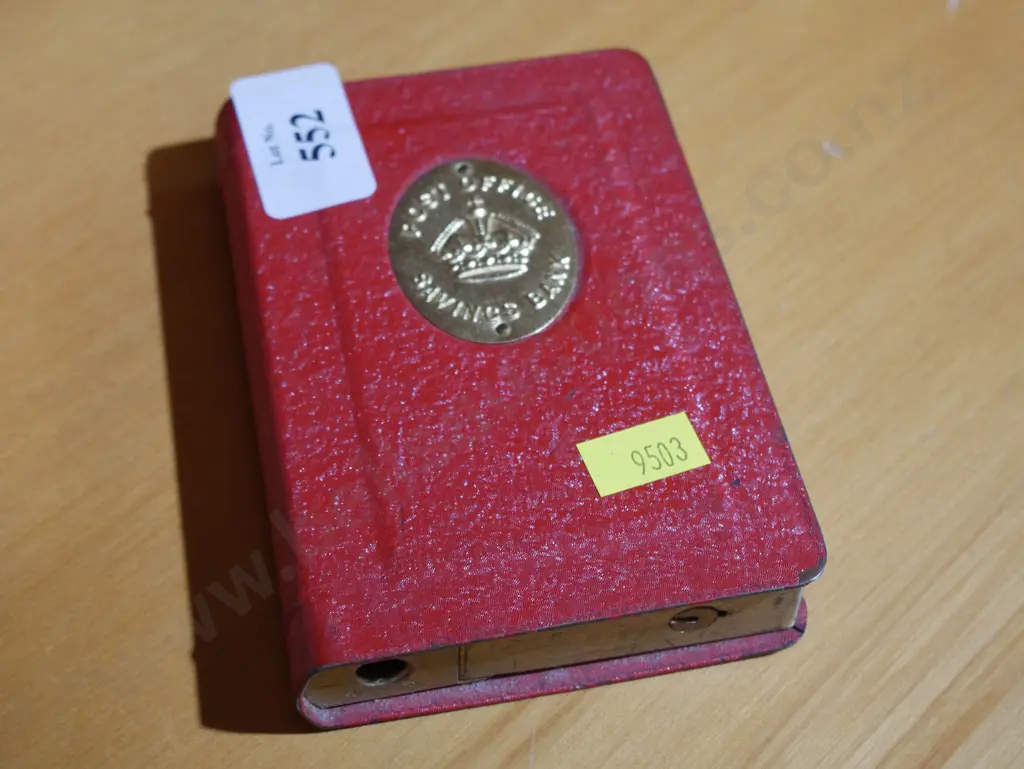 Lot No.
552
POST OFFICE
SAVINGS BANK
9503